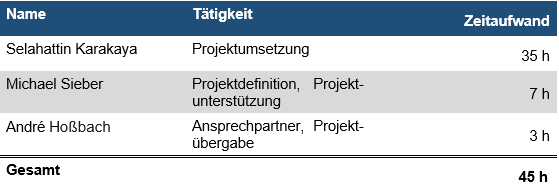 Name Tätigkeit Zeitaufwand
Selahattin Karakaya Projektumsetzung 35 h
Michael Sieber Projektdefinition, Projekt-
unterstützung 7 h
André Hoßbach Ansprechpartner, Projekt-
übergabe 3 h
Gesamt 45 h